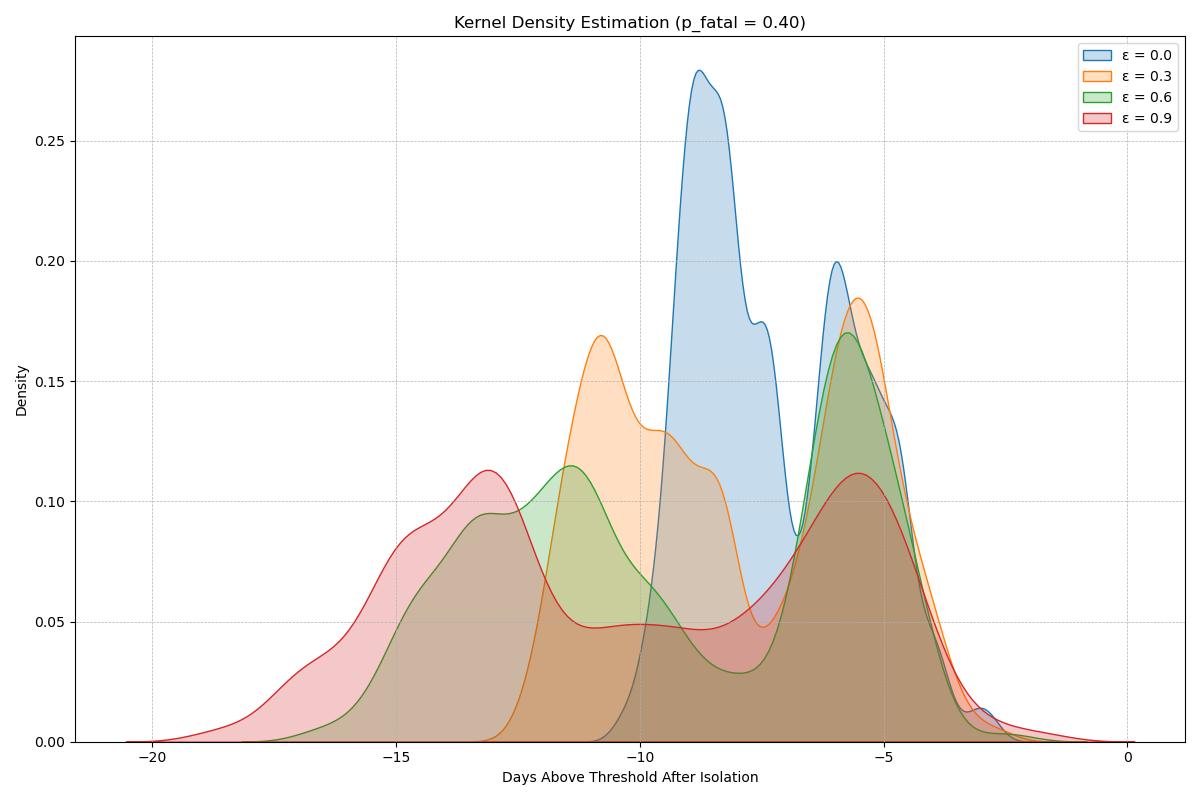 Kernel Density Estimation (p_fatal = 0.40)
ε = 0.0
ε = 0.3
ε = 0.6
ε = 0.9
0.25
0.20
0.15
0.10
0.05
0.00
Density
−20 −15 −10 −5 0
Days Above Threshold After Isolation